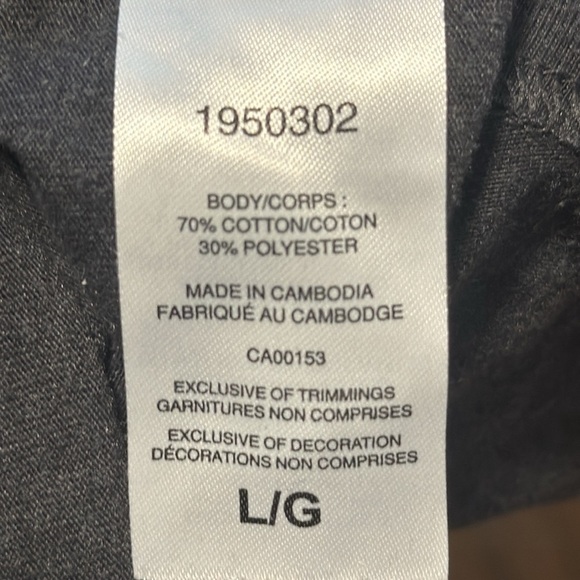 1950302
BODY/CORPS :
70% COTTON/COTON
30% POLYESTER
MADE IN CAMBODIA
FABRIQUÉ AU CAMBODGE
CA00153
EXCLUSIVE OF TRIMMINGS
GARNITURES NON COMPRISES
EXCLUSIVE OF DECORATION
DÉCORATIONS NON COMPRISES
L/G